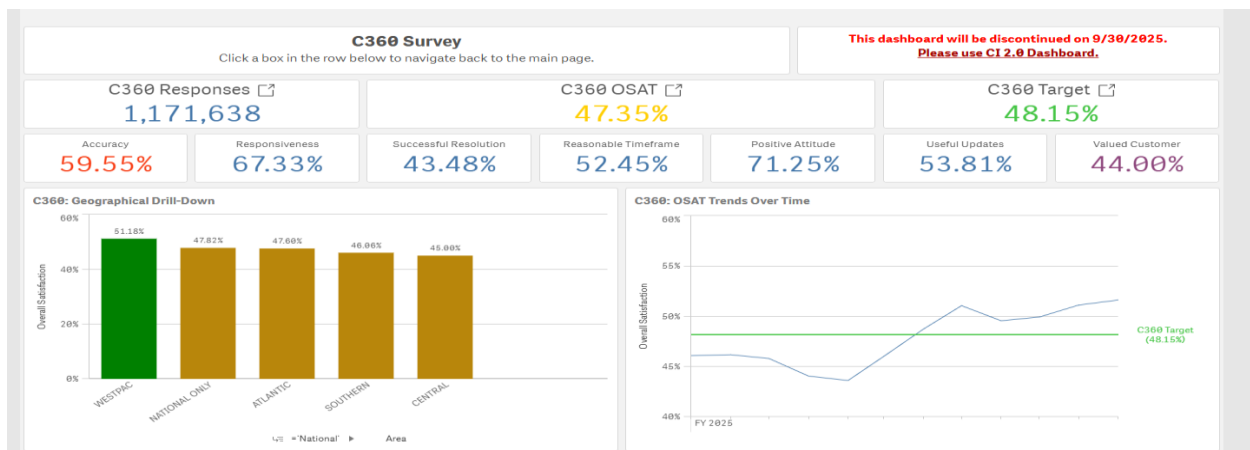 C360 Survey
Click a box in the row below to navigate back to the main page.
This dashboard will be discontinued on 9/30/2025.
Please use CI 2.0 Dashboard.
C360 Responses
1,171,638
C360 OSAT
47.35%
C360 Target
48.15%
Accuracy
59.55%
Responsiveness
67.33%
Successful Resolution
43.48%
Reasonable Timeframe
52.45%
Positive Attitude
71.25%
Useful Updates
53.81%
Valued Customer
44.00%
C360: Geographical Drill-Down
60%
40%
20%
0%
Overall Satisfaction
51.18%
47.82%
47.60%
46.06%
45.00%
WESTPAC
NATIONAL ONLY
ATLANTIC
SOUTHERN
CENTRAL
='National'
Area
C360: OSAT Trends Over Time
60%
55%
50%
45%
40%
Overall Satisfaction
C360 Target
(48.15%)
FY 2025